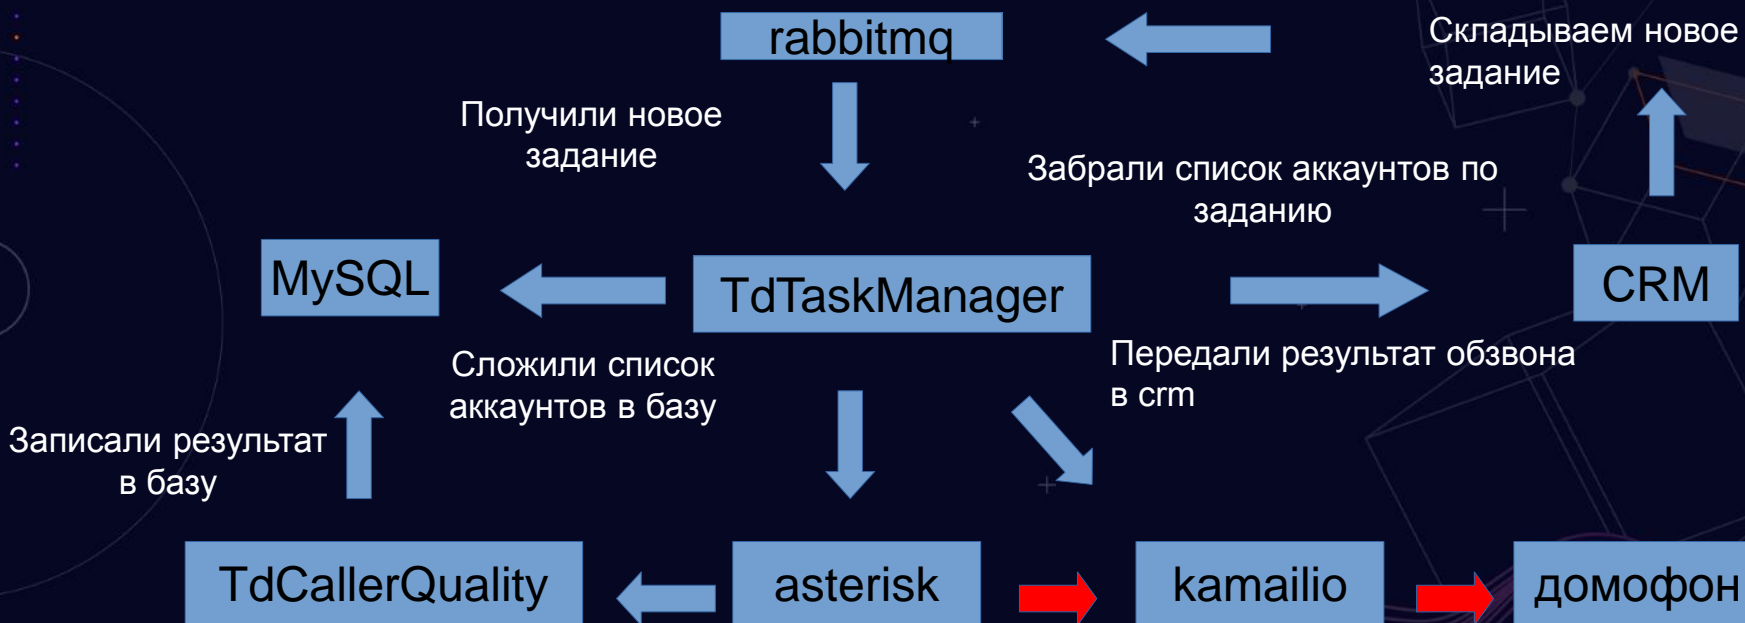 rabbitmq
Складываем новое
задание
Получили новое
задание
Забрали список аккаунтов по
заданию
MySQL
TdTaskManager
CRM
Сложили список
аккаунтов в базу
Передали результат обзвона
в crm
Записали результат
в базу
TdCallerQuality
asterisk
kamailio
домофон